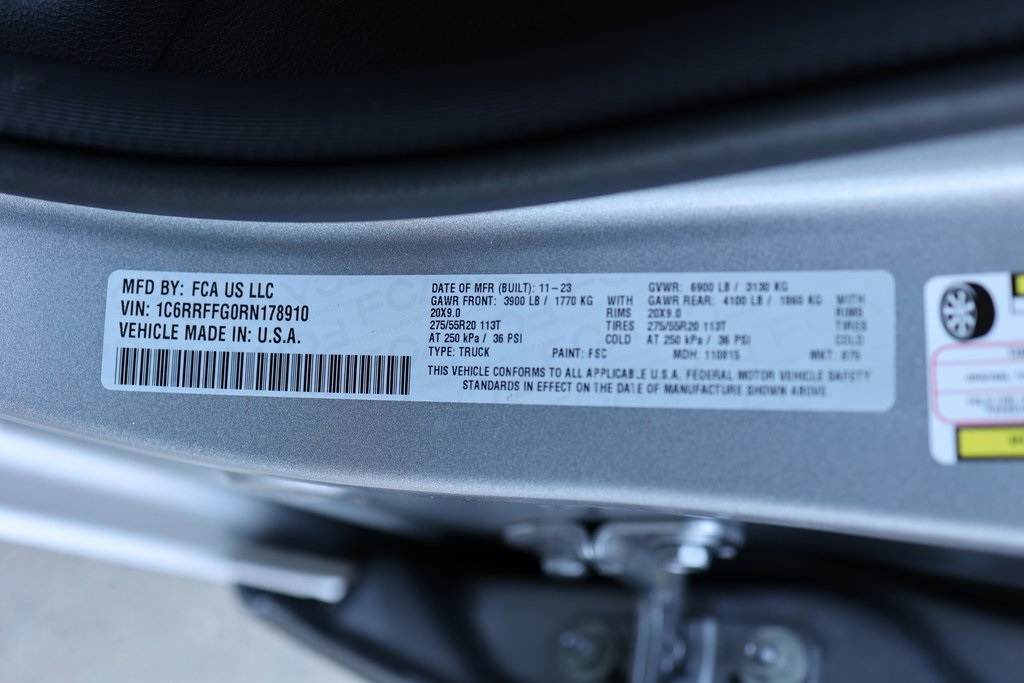 MFD BY: FCA US LLC
VIN: 1C6RRFFG0RN178910
VEHICLE MADE IN: U.S.A.
DATE OF MFR (BUILT): 11-23 GVWR: 6900 LB / 3130 KG
GAWR FRONT: 3900 LB / 1770 KG WITH GAWR REAR: 4100 LB / 1860 KG WITH
20X9.0 RIMS 20X9.0 RIMS
275/55R20 113T TIRES 275/55R20 113T TIRES
AT 250 kPa / 36 PSI COLD AT 250 kPa / 36 PSI COLD
TYPE: TRUCK PAINT: FSC MDH: 110815 MKT: 875
THIS VEHICLE CONFORMS TO ALL APPLICABLE U.S.A. FEDERAL MOTOR VEHICLE SAFETY
STANDARDS IN EFFECT ON THE DATE OF MANUFACTURE SHOWN ABOVE.